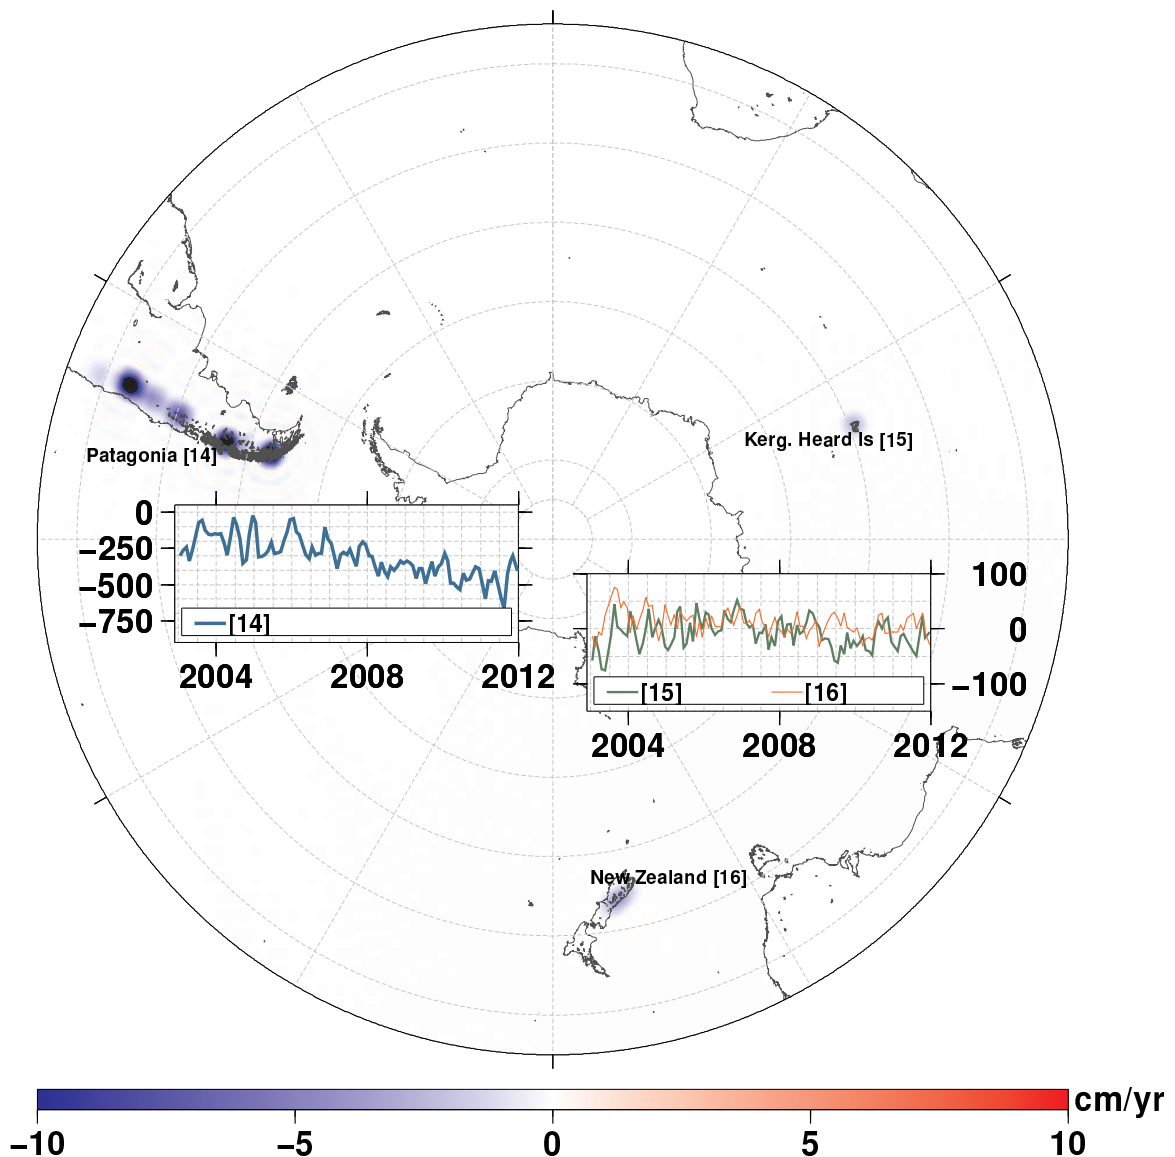 Kerg. Heard Is [15]
Patagonia [14]
0
−250
−500
−750
[14]
2004 2008 2012
100
0
−100
[15] [16]
2004 2008 2012
New Zealand [16]
cm/yr
−10 −5 0 5 10